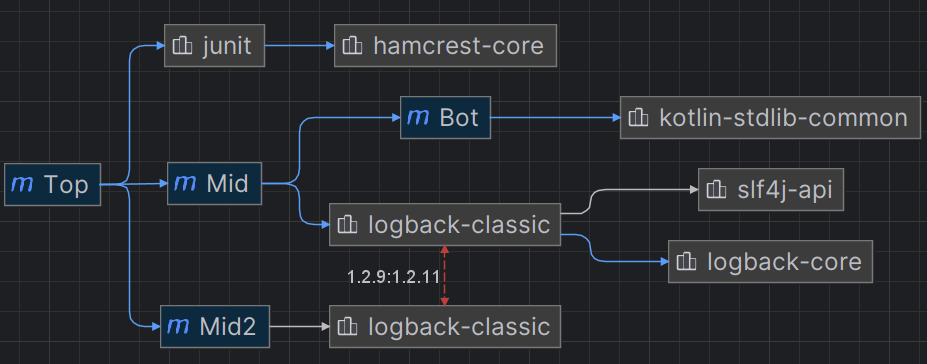 junit
hamcrest-core
m Bot
kotlin-stdlib-common
m Top
m Mid
slf4j-api
logback-classic
logback-core
1.2.9:1.2.11
m Mid2
logback-classic